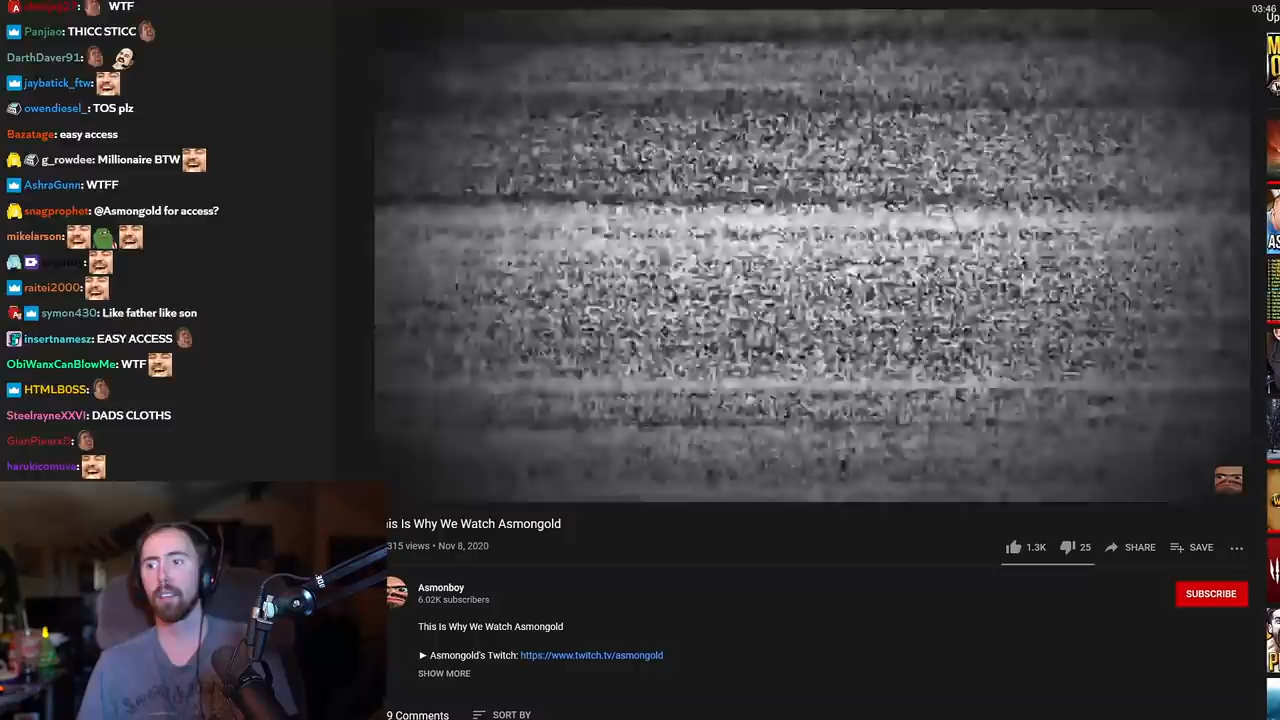 WTF
Panjiao: THICC STICC
DarthDaver91:
jaybatick_ftw:
owendiesel_: TOS plz
Bazatage: easy access
g_rowdee: Millionaire BTW
AshraGunn: WTFF
snagprophet: @Asmongold for access?
mikelarson:
raitei2000:
symon430: Like father like son
insertnamesz: EASY ACCESS
ObiWanxCanBlowMe: WTF
HTMLB0SS:
SteelrayneXXVI: DADS CLOTHS
harukicomuva:
03:46
is Is Why We Watch Asmongold
315 views • Nov 8, 2020
1.3K 25 SHARE SAVE
Asmonboy
6.02K subscribers
SUBSCRIBE
This Is Why We Watch Asmongold
► Asmongold's Twitch: https://www.twitch.tv/asmongold
SHOW MORE
9 Comments SORT BY